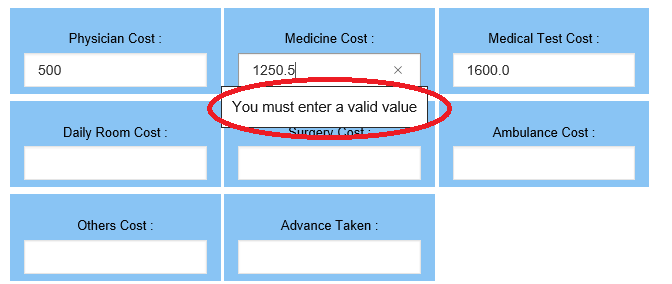 Physician Cost :
Medicine Cost :
Medical Test Cost :
500
1250.5
1600.0
You must enter a valid value
Daily Room Cost :
Surgery Cost :
Ambulance Cost :
Others Cost :
Advance Taken :